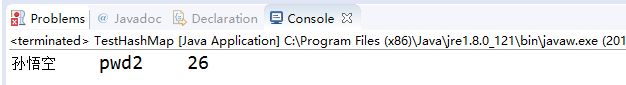 Problems @ Javadoc Declaration Console
<terminated> TestHashMap [Java Application] C:\Program Files (x86)\Java\jre1.8.0_121\bin\javaw.exe (201
孙悟空 pwd2 26